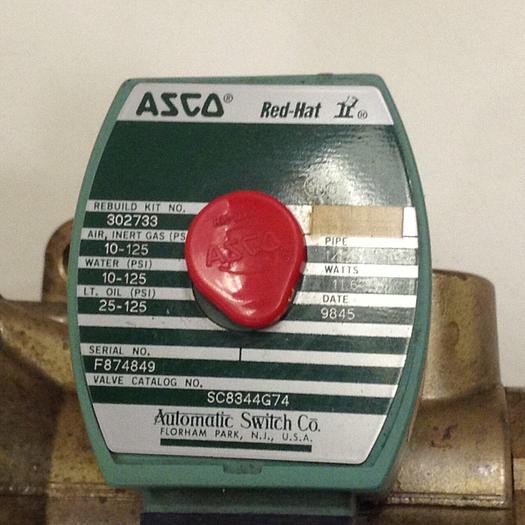 ASCO® Red-Hat II®
REBUILD KIT NO.
302733
AIR, INERT GAS (PS
10-125
WATER (PSI)
10-125
LT. OIL (PSI)
25-125
ASCO
PIPE
WATTS
11.6
DATE
9845
SERIAL NO.
F874849
VALVE CATALOG NO.
SC8344G74
Automatic Switch Co.
FLORHAM PARK, N.J., U.S.A.